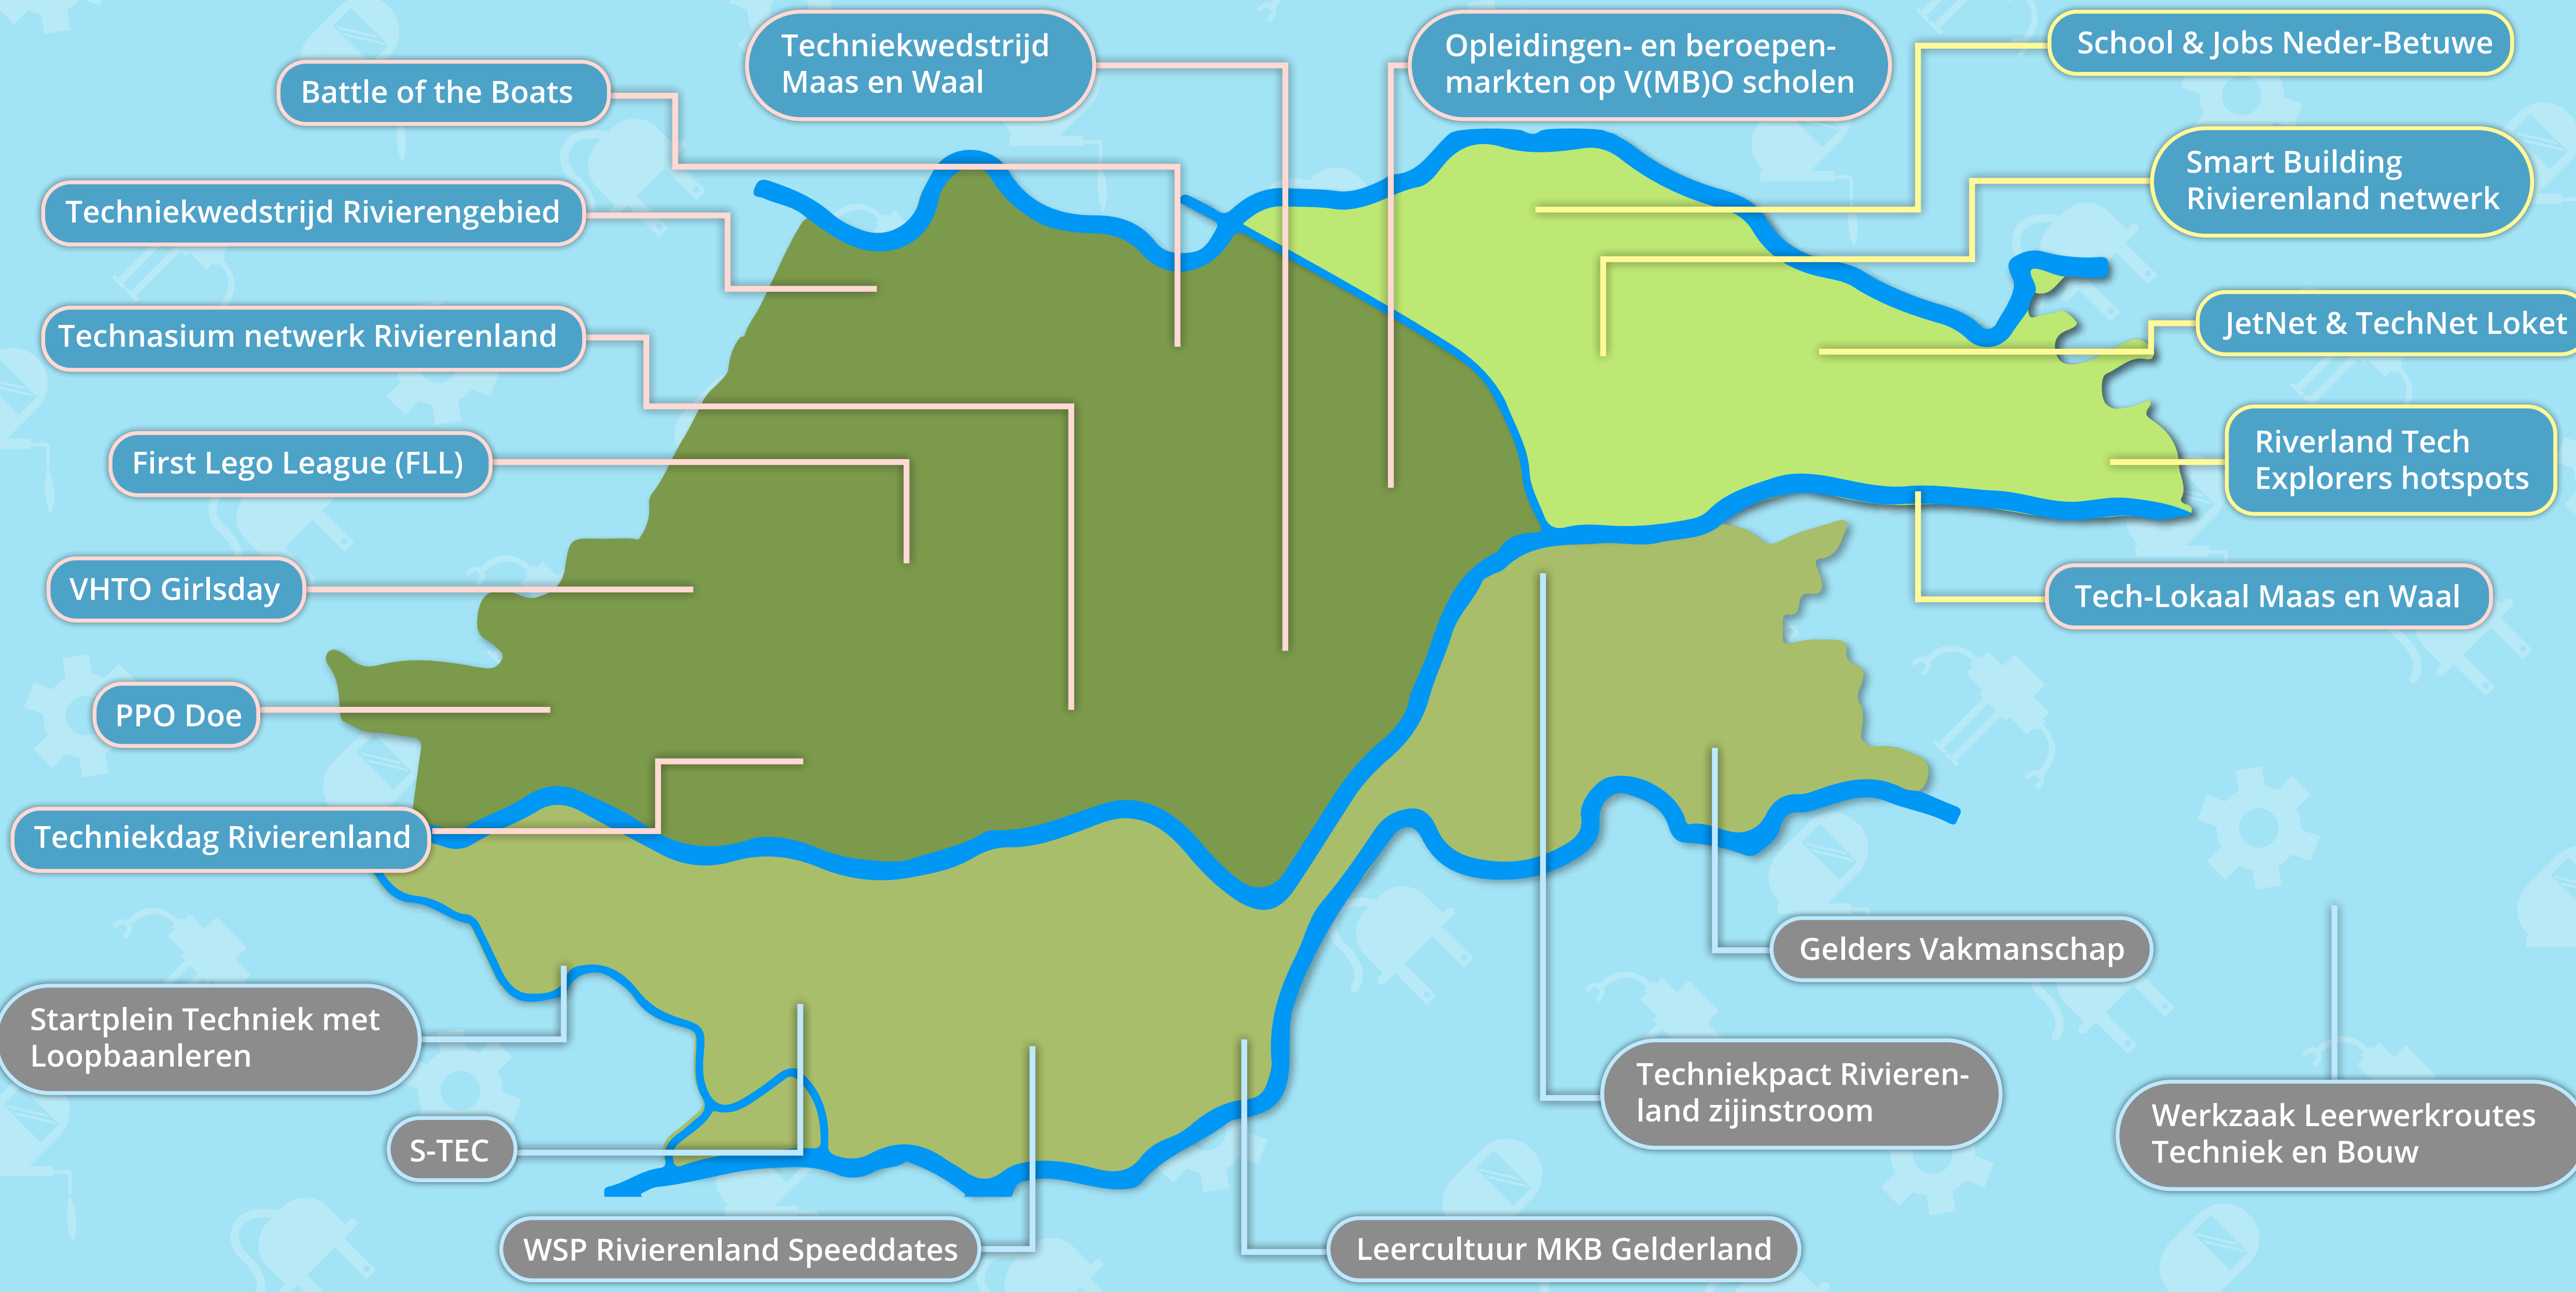 Techniekwedstrijd
Maas en Waal
Opleidingen- en beroepen-
markten op V(MB)O scholen
School & Jobs Neder-Betuwe
Battle of the Boats
Smart Building
Rivierenland netwerk
Techniekwedstrijd Rivierengebied
Technasium netwerk Rivierenland
JetNet & TechNet Loket
First Lego League (FLL)
Riverland Tech
Explorers hotspots
VHTO Girlsday
Tech-Lokaal Maas en Waal
PPO Doe
Techniekdag Rivierenland
Gelders Vakmanschap
Startplein Techniek met
Loopbaanleren
Techniekpact Rivieren-
land zijinstroom
Werkzaak Leerwerkroutes
Techniek en Bouw
S-TEC
WSP Rivierenland Speeddates
Leercultuur MKB Gelderland